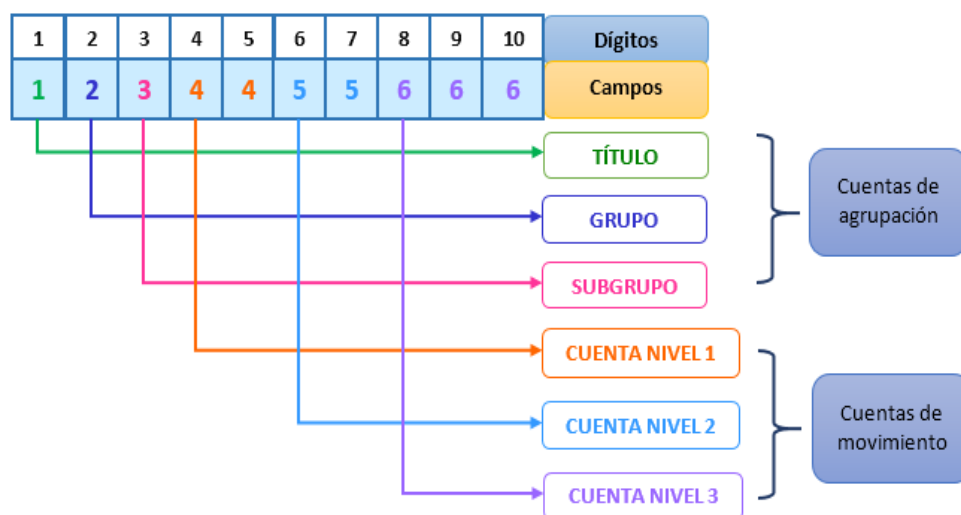 1 2 3 4 5 6 7 8 9 10 Dígitos
1 2 3 4 4 5 5 6 6 6 Campos
TÍTULO
GRUPO
SUBGRUPO
Cuentas de
agrupación
CUENTA NIVEL 1
CUENTA NIVEL 2
CUENTA NIVEL 3
Cuentas de
movimiento